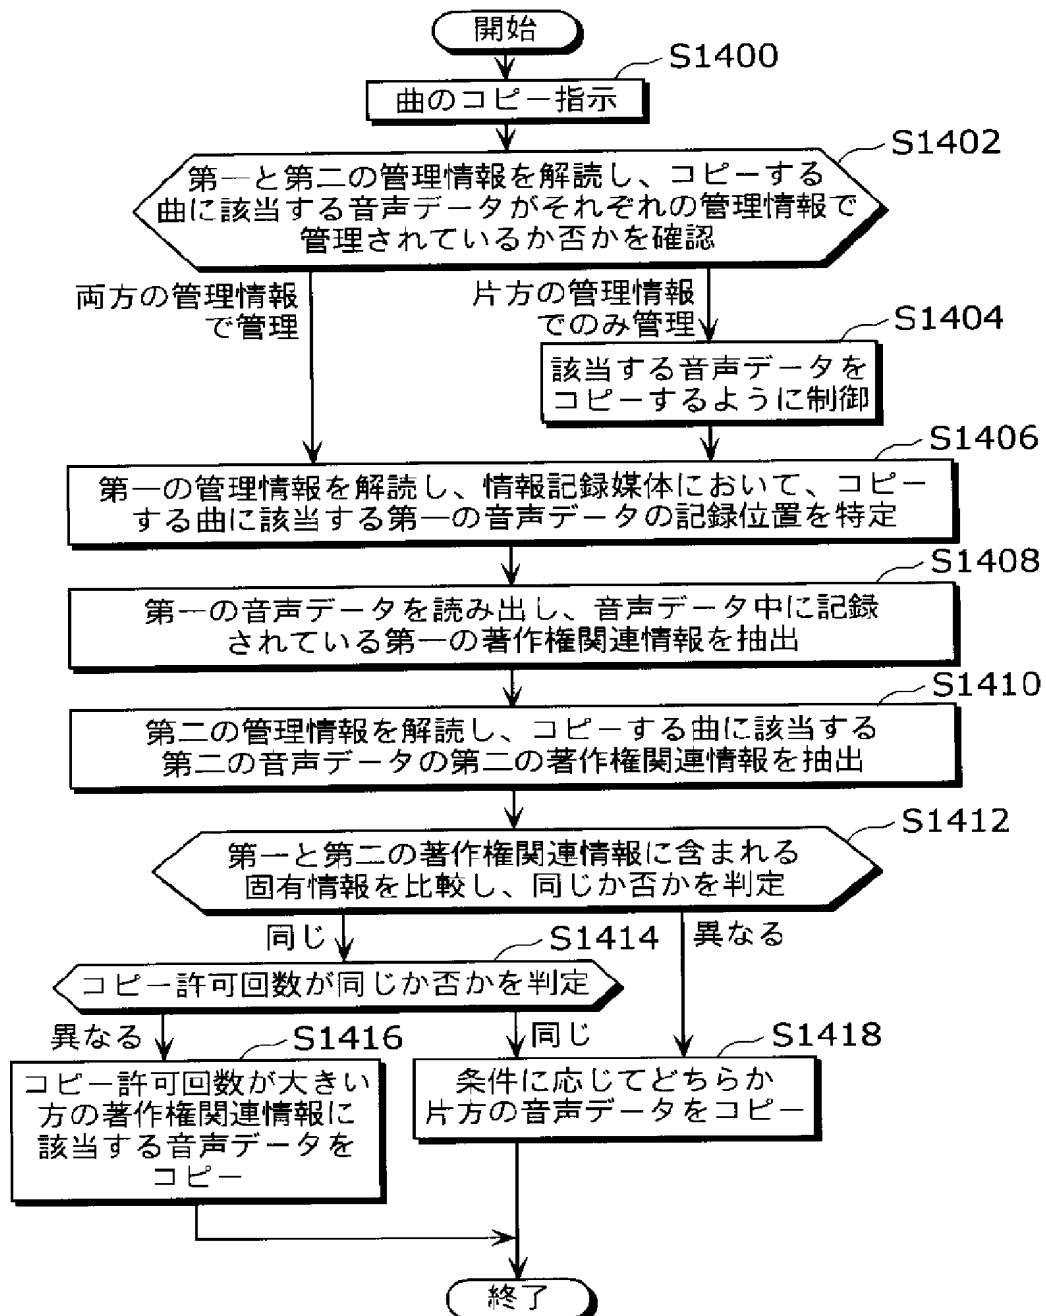 開始
S1400
曲のコピー指示
S1402
第一と第二の管理情報を解読し、コピーする
曲に該当する音声データがそれぞれの管理情報で
管理されているか否かを確認
両方の管理情報
で管理
片方の管理情報
でのみ管理
S1404
該当する音声データを
コピーするように制御
S1406
第一の管理情報を解読し、情報記録媒体において、コピー
する曲に該当する第一の音声データの記録位置を特定
S1408
第一の音声データを読み出し、音声データ中に記録
されている第一の著作権関連情報を抽出
S1410
第二の管理情報を解読し、コピーする曲に該当する
第二の音声データの第二の著作権関連情報を抽出
S1412
第一と第二の著作権関連情報に含まれる
固有情報を比較し、同じか否かを判定
同じ
異なる
S1414
コピー許可回数が同じか否かを判定
異なる
同じ
S1416
コピー許可回数が大きい
方の著作権関連情報に
該当する音声データを
コピー
S1418
条件に応じてどちらか
片方の音声データをコピー
終了